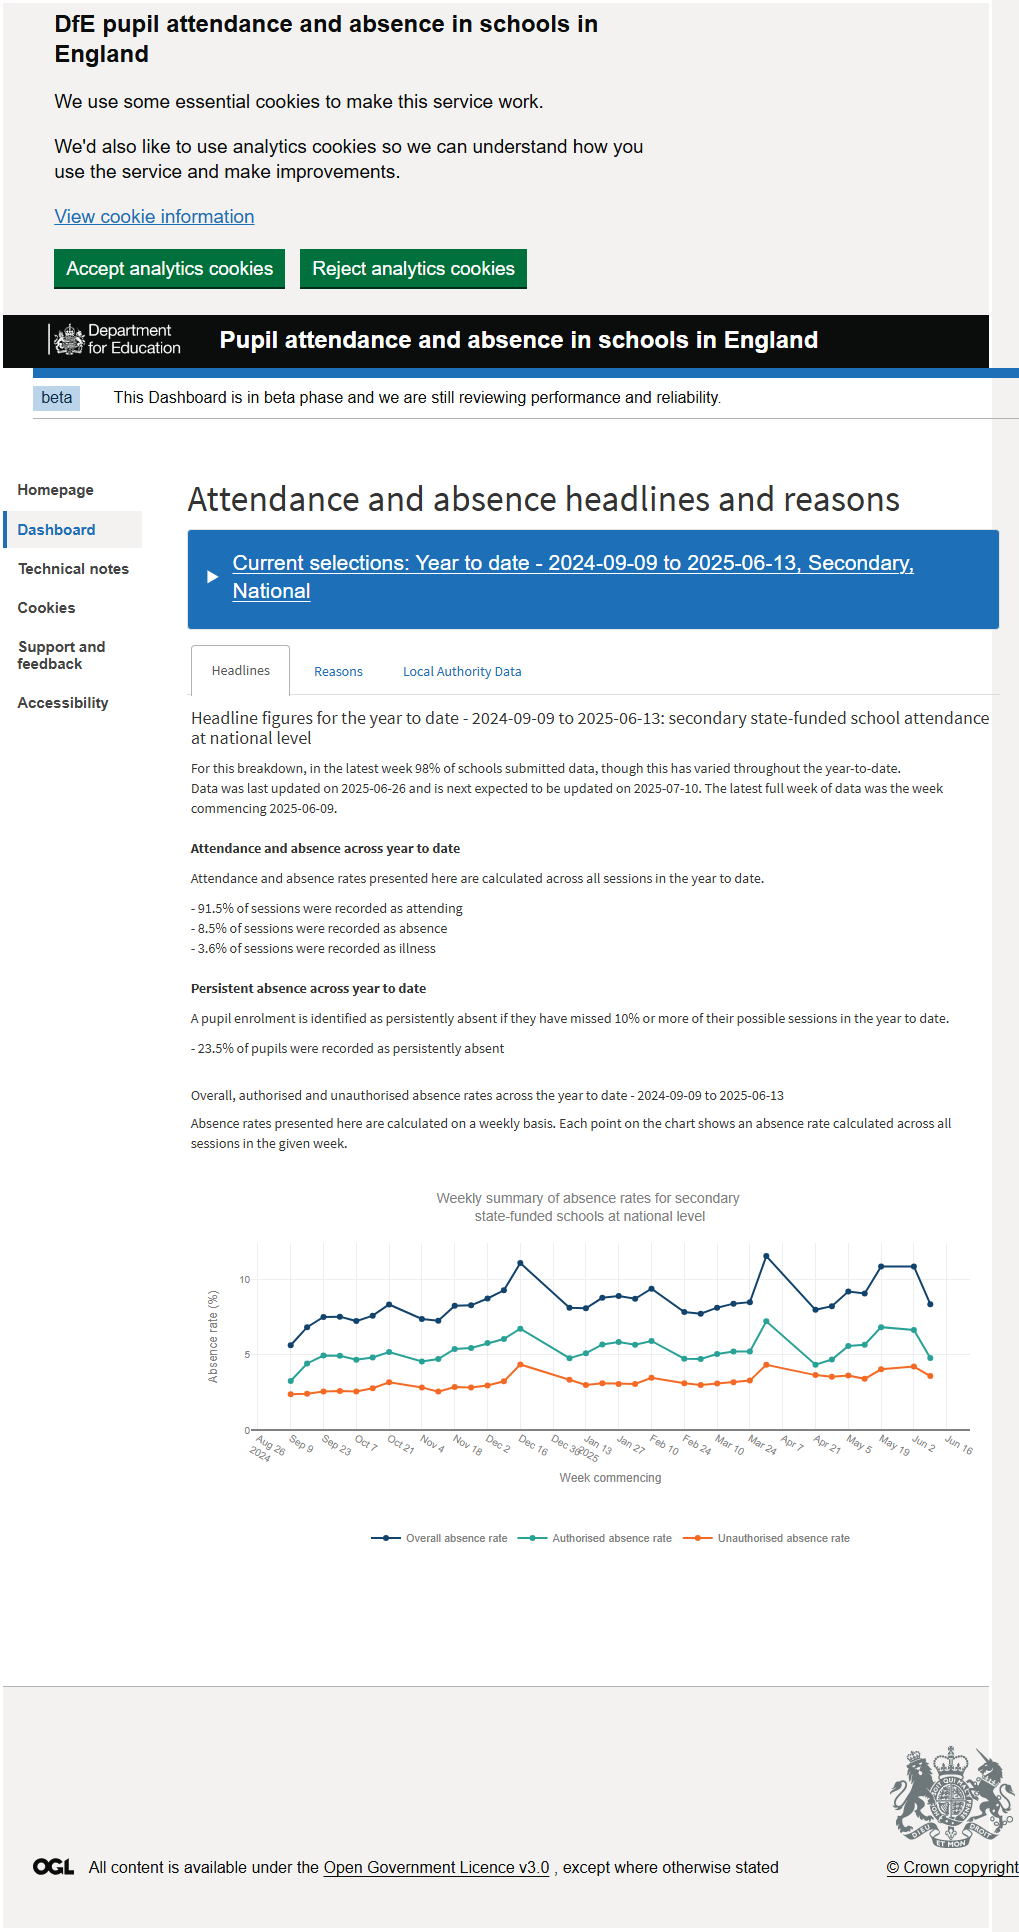 DfE pupil attendance and absence in schools in
England
We use some essential cookies to make this service work.
We'd also like to use analytics cookies so we can understand how you
use the service and make improvements.
View cookie information
Accept analytics cookies
Reject analytics cookies
Department
for Education
Pupil attendance and absence in schools in England
beta
This Dashboard is in beta phase and we are still reviewing performance and reliability.
Homepage
Dashboard
Technical notes
Cookies
Support and
feedback
Accessibility
Attendance and absence headlines and reasons
Current selections: Year to date - 2024-09-09 to 2025-06-13, Secondary,
National
Headlines
Reasons
Local Authority Data
Headline figures for the year to date - 2024-09-09 to 2025-06-13: secondary state-funded school attendance
at national level
For this breakdown, in the latest week 98% of schools submitted data, though this has varied throughout the year-to-date.
Data was last updated on 2025-06-26 and is next expected to be updated on 2025-07-10. The latest full week of data was the week
commencing 2025-06-09.
Attendance and absence across year to date
Attendance and absence rates presented here are calculated across all sessions in the year to date.
- 91.5% of sessions were recorded as attending
- 8.5% of sessions were recorded as absence
- 3.6% of sessions were recorded as illness
Persistent absence across year to date
A pupil enrolment is identified as persistently absent if they have missed 10% or more of their possible sessions in the year to date.
- 23.5% of pupils were recorded as persistently absent
Overall, authorised and unauthorised absence rates across the year to date - 2024-09-09 to 2025-06-13
Absence rates presented here are calculated on a weekly basis. Each point on the chart shows an absence rate calculated across all
sessions in the given week.
Weekly summary of absence rates for secondary
state-funded schools at national level
Absence rate (%)
10
5
0
Aug 26
2024
Sep 9
Sep 23
Oct 7
Oct 21
Nov 4
Nov 18
Dec 2
Dec 16
Dec 30
Jan 13
2025
Jan 27
Feb 10
Feb 24
Mar 10
Mar 24
Apr 7
Apr 21
May 5
May 19
Jun 2
Jun 16
Week commencing
Overall absence rate
Authorised absence rate
Unauthorised absence rate
DIEU ET MON DROIT
OGL
All content is available under the Open Government Licence v3.0 , except where otherwise stated
© Crown copyright